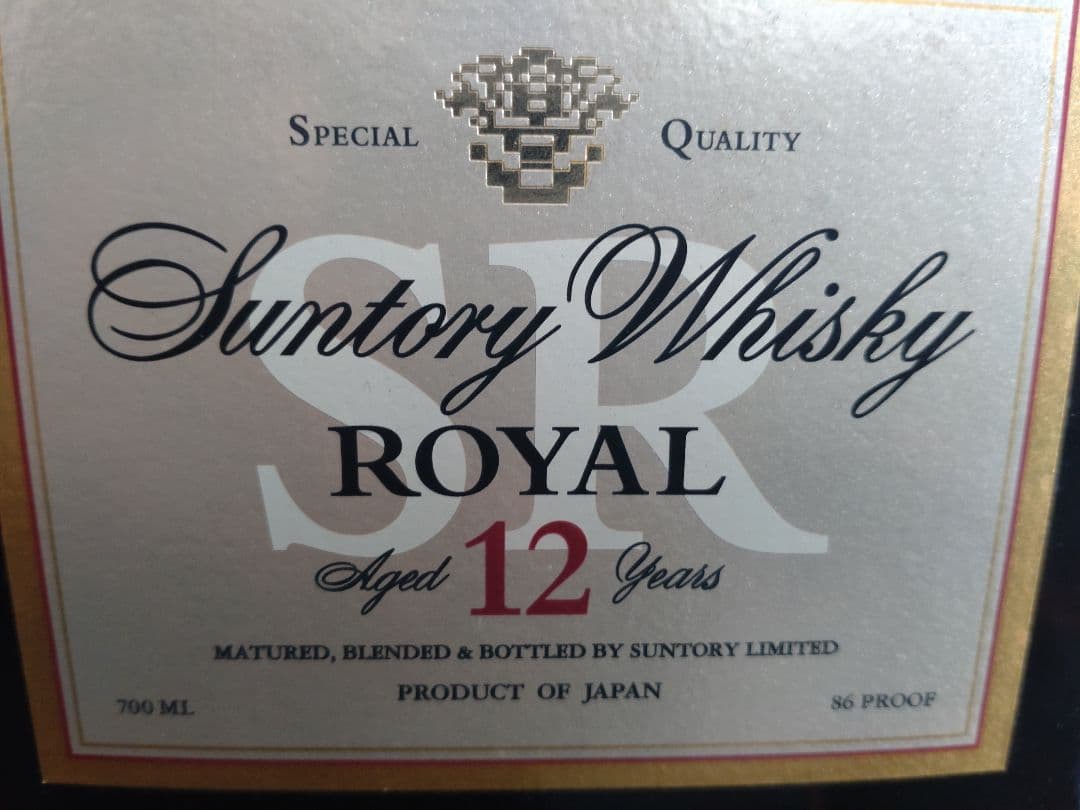 SPECIAL QUALITY
SR
Suntory Whisky
ROYAL
Aged 12 Years
MATURED, BLENDED & BOTTLED BY SUNTORY LIMITED
PRODUCT OF JAPAN
700 ML 86 PROOF